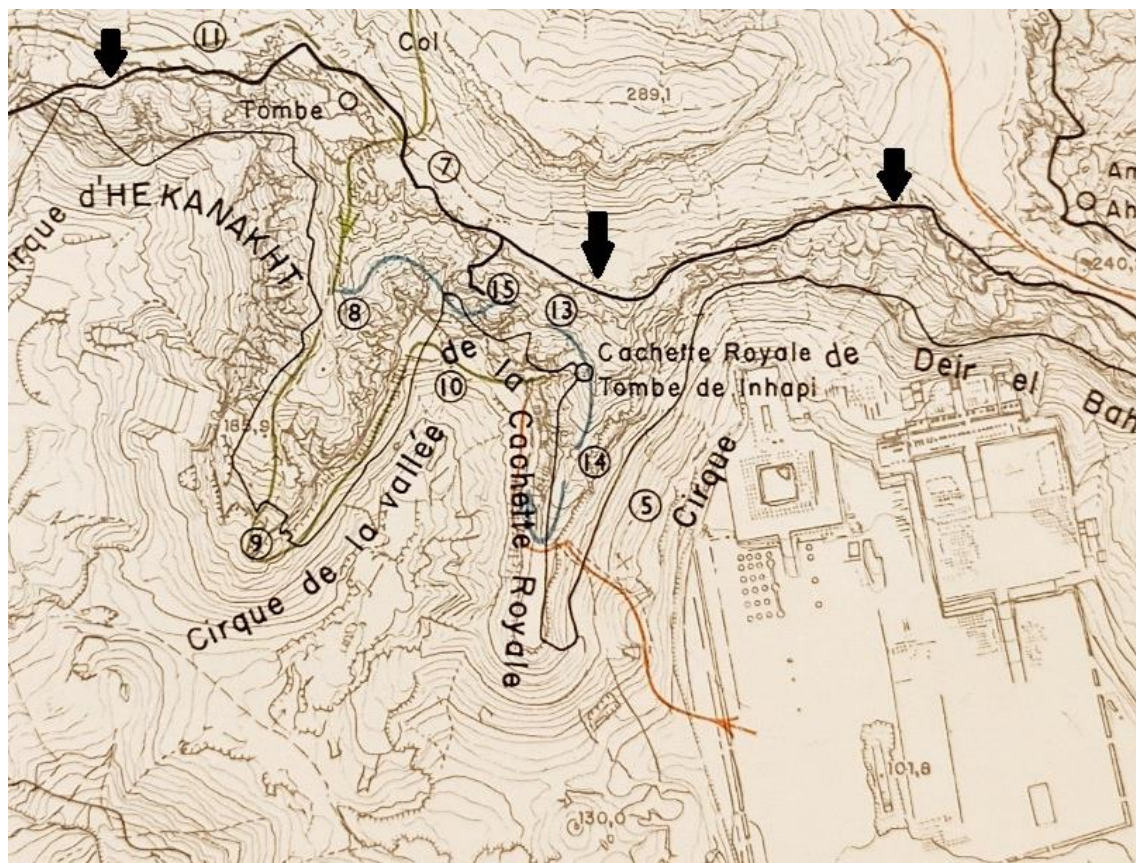 11
Col
Tombe
289,1
7
irque d'HEKANAKHT
Am
Ah
240,
8
15
13
Cachette Royale
Tombe de Inhapi
10
185,9
14
5
9
Cirque de la vallée de la Cachette Royale
Cirque de Deir el Bah
101,8
130,0